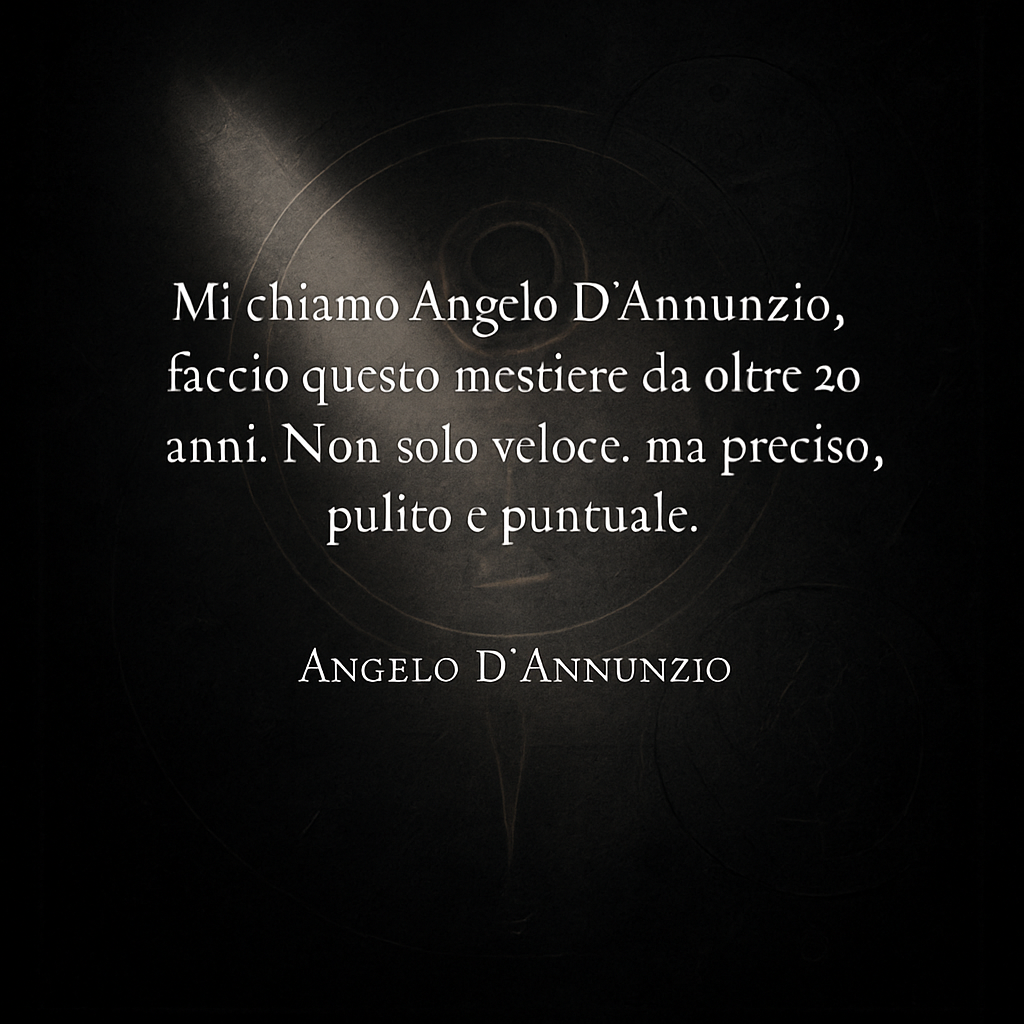 Mi chiamo Angelo D'Annunzio,
faccio questo mestiere da oltre 20
anni. Non solo veloce. ma preciso,
pulito e puntuale.
Angelo D'Annunzio